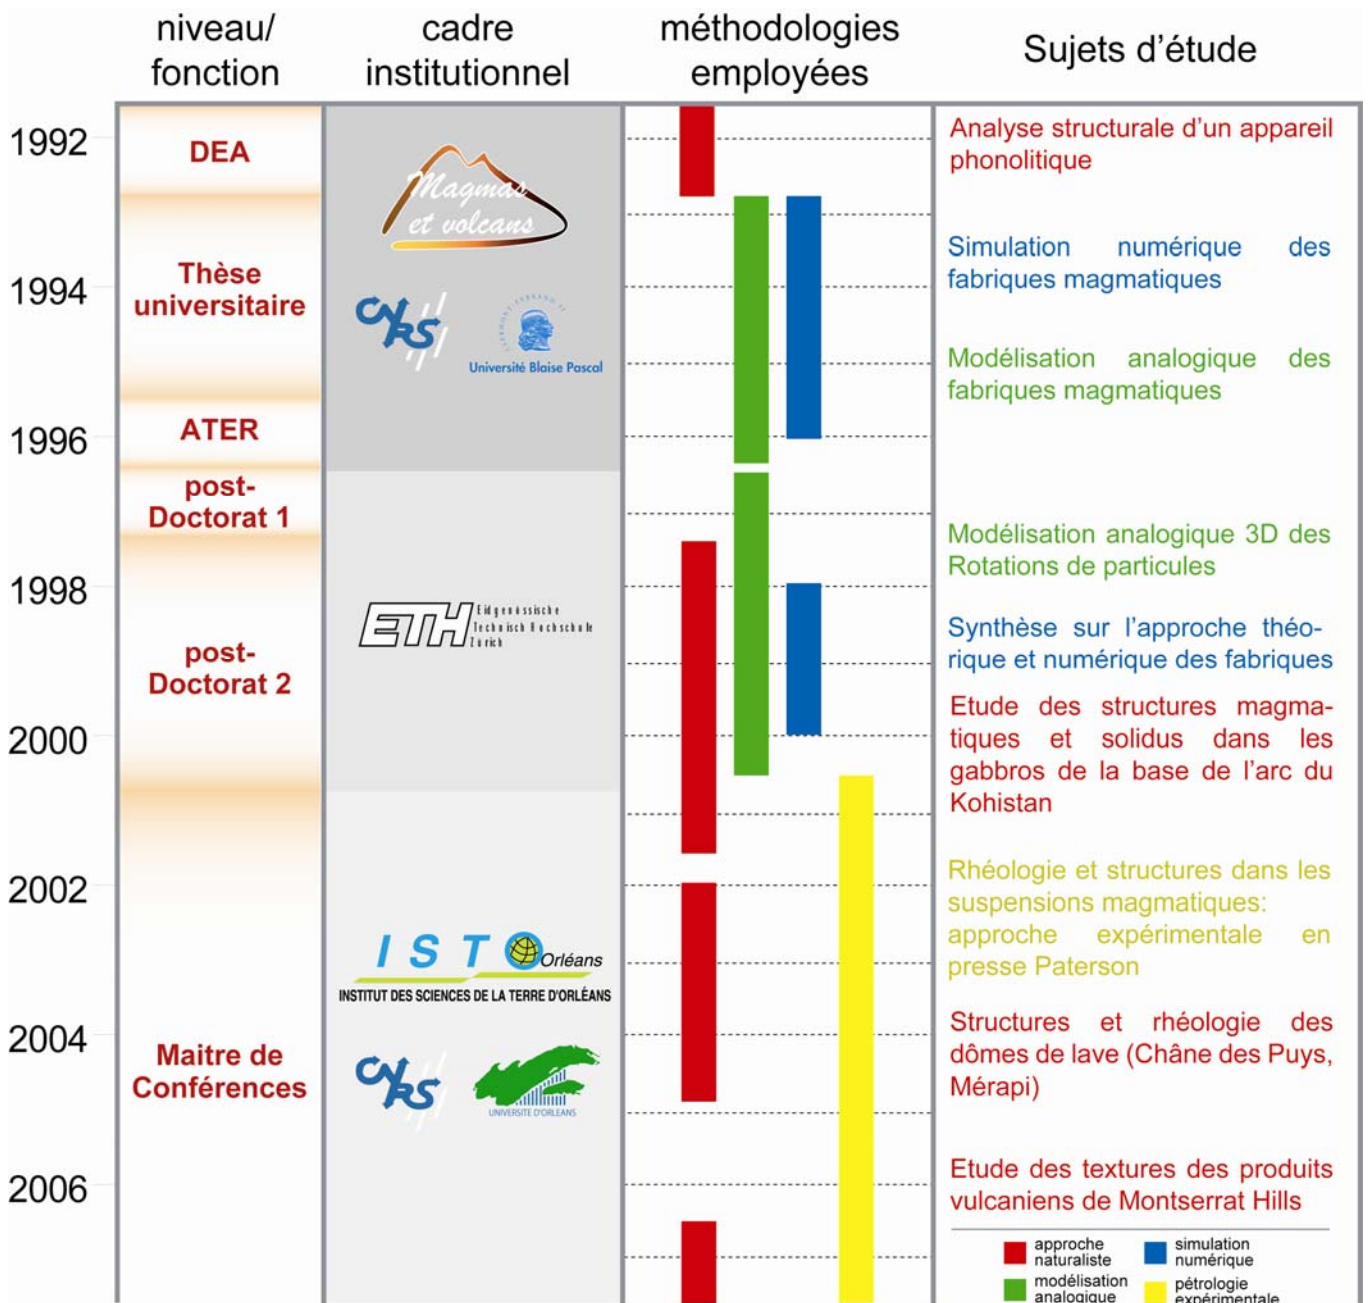 niveau/
fonction
cadre
institutionnel
méthodologies
employées
Sujets d'étude
1992
1994
1996
1998
2000
2002
2004
2006
DEA
Thèse
universitaire
ATER
post-
Doctorat 1
post-
Doctorat 2
Maitre de
Conférences
Magmas
et volcans
CNRS
Université Blaise Pascal
ETH
Eidgenössische
Technisch Hochschule
Zürich
I S T O
Orléans
INSTITUT DES SCIENCES DE LA TERRE D'ORLÉANS
CNRS
UNIVERSITE D'ORLEANS
Analyse structurale d'un appareil
phonolitique
Simulation numérique des
fabriques magmatiques
Modélisation analogique des
fabriques magmatiques
Modélisation analogique 3D des
Rotations de particules
Synthèse sur l'approche théo-
rique et numérique des fabriques
Etude des structures magma-
tiques et solidus dans les
gabbros de la base de l'arc du
Kohistan
Rhéologie et structures dans les
suspensions magmatiques:
approche expérimentale en
presse Paterson
Structures et rhéologie des
dômes de lave (Châne des Puys,
Mérapi)
Etude des textures des produits
vulcaniens de Montserrat Hills
approche
naturaliste
simulation
numérique
modélisation
analogique
pétrologie
expérimentale